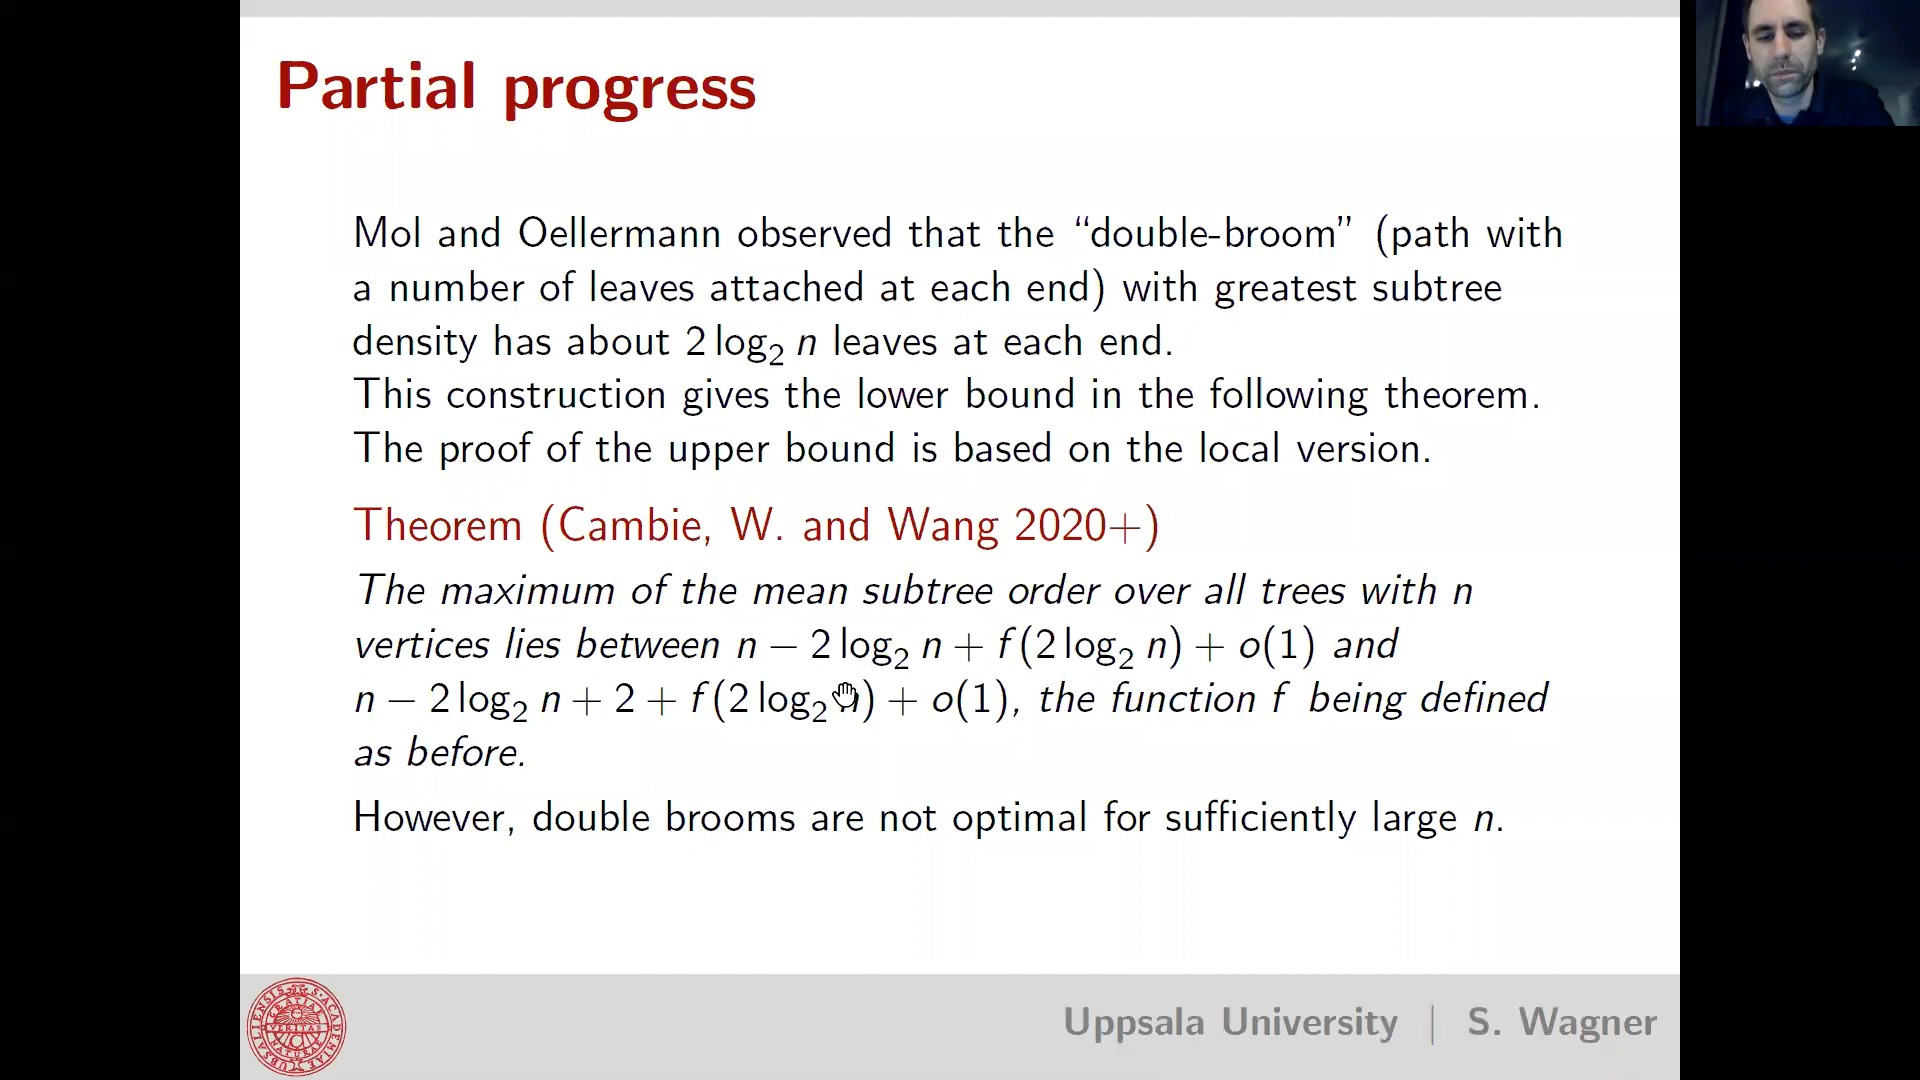 Partial progress
Mol and Oellermann observed that the “double-broom” (path with
a number of leaves attached at each end) with greatest subtree
density has about 2 log₂ n leaves at each end.
This construction gives the lower bound in the following theorem.
The proof of the upper bound is based on the local version.
Theorem (Cambie, W. and Wang 2020+)
The maximum of the mean subtree order over all trees with n
vertices lies between n − 2 log₂ n + f(2 log₂ n) + o(1) and
n − 2 log₂ n + 2 + f(2 log₂ n) + o(1), the function f being defined
as before.
However, double brooms are not optimal for sufficiently large n.
Uppsala University | S. Wagner